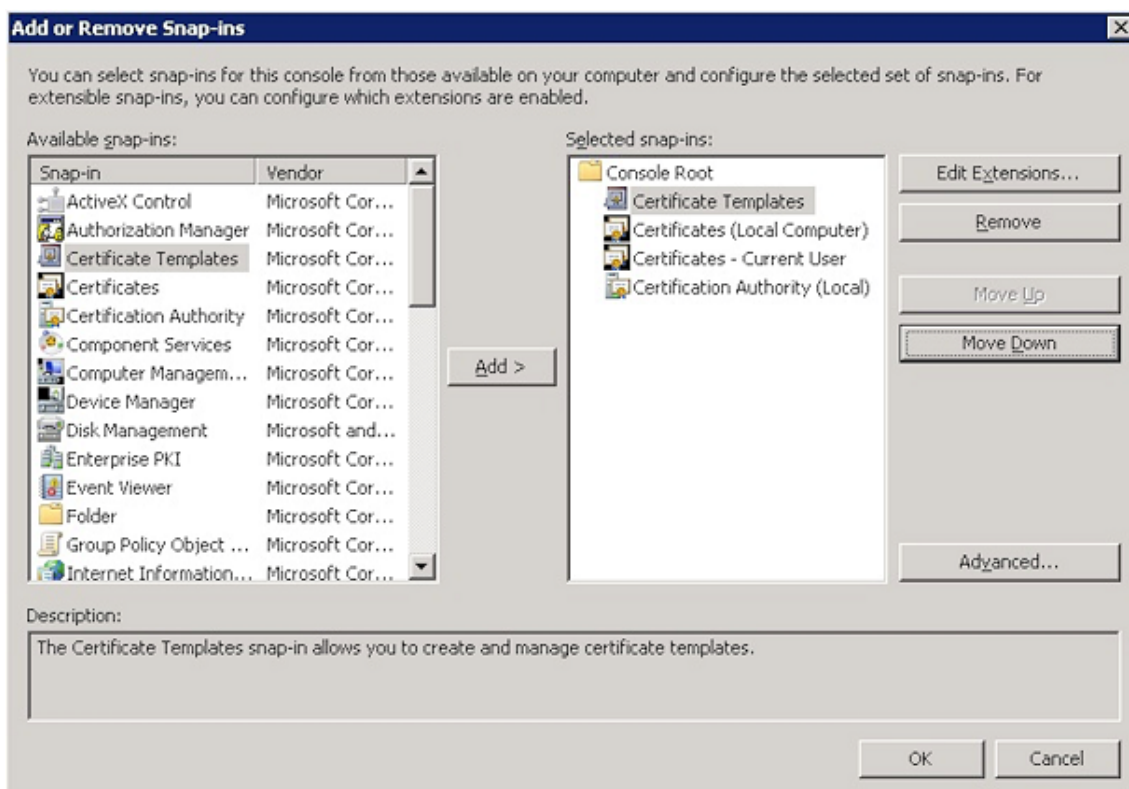 Add or Remove Snap-ins
You can select snap-ins for this console from those available on your computer and configure the selected set of snap-ins. For
extensible snap-ins, you can configure which extensions are enabled.
Available snap-ins:
Snap-in Vendor
ActiveX Control Microsoft Cor...
Authorization Manager Microsoft Cor...
Certificate Templates Microsoft Cor...
Certificates Microsoft Cor...
Certification Authority Microsoft Cor...
Component Services Microsoft Cor...
Computer Managem... Microsoft Cor...
Device Manager Microsoft Cor...
Disk Management Microsoft and...
Enterprise PKI Microsoft Cor...
Event Viewer Microsoft Cor...
Folder Microsoft Cor...
Group Policy Object ... Microsoft Cor...
Internet Information... Microsoft Cor...
Add >
Selected snap-ins:
Console Root
Certificate Templates
Certificates (Local Computer)
Certificates - Current User
Certification Authority (Local)
Edit Extensions...
Remove
Move Up
Move Down
Advanced...
Description:
The Certificate Templates snap-in allows you to create and manage certificate templates.
OK Cancel